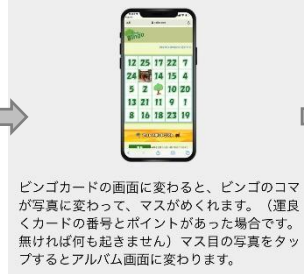 Bingo
12 25 17 22 7
24 14 15 4
5 2 10 20
13 21 11 9 1
8 16 18 23 19
ビンゴカードの画面に変わると、ビンゴのコマ
が写真に変わって、マスがめくれます。（運良
くカードの番号とポイントがあった場合です。
無ければ何も起きません）マス目の写真をタッ
プするとアルバム画面に変わります。